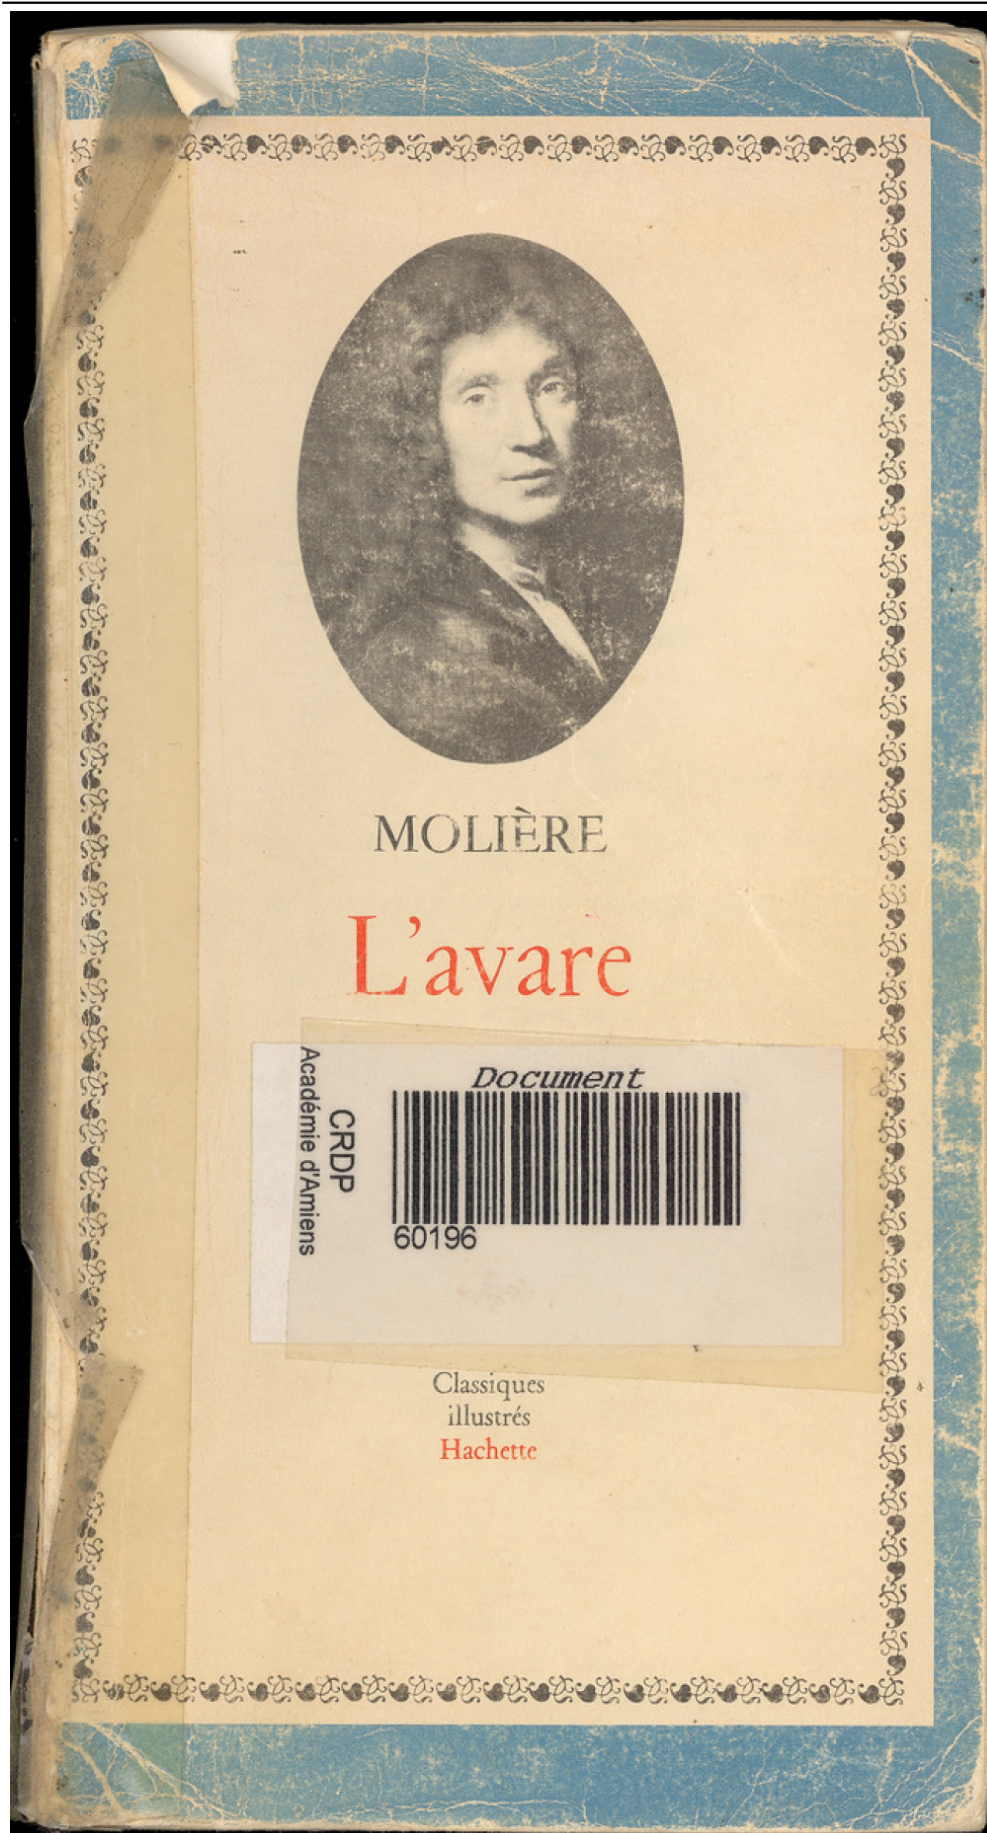 MOLIÈRE
L'avare
Document
CRDP
Académie d'Amiens
60196
Classiques
illustrés
Hachette